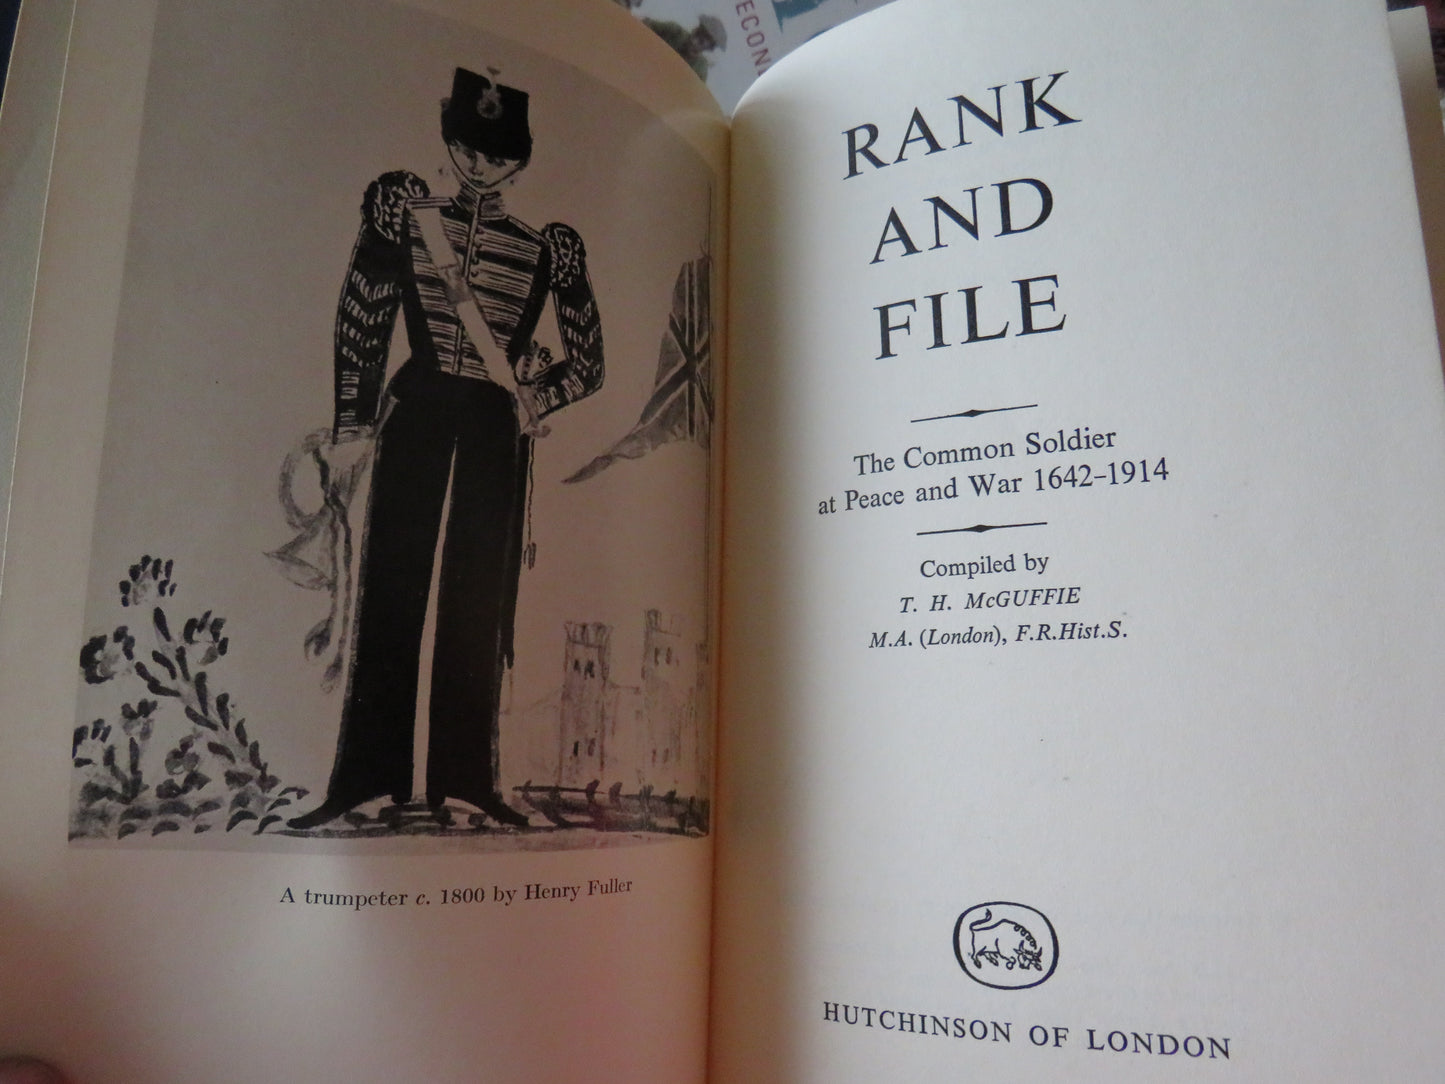 ECON
A trumpeter c. 1800 by Henry Fuller
RANK
AND
FILE
The Common Soldier
at Peace and War 1642–1914
Compiled by
T. H. McGUFFIE
M.A. (London), F.R.Hist.S.
HUTCHINSON OF LONDON